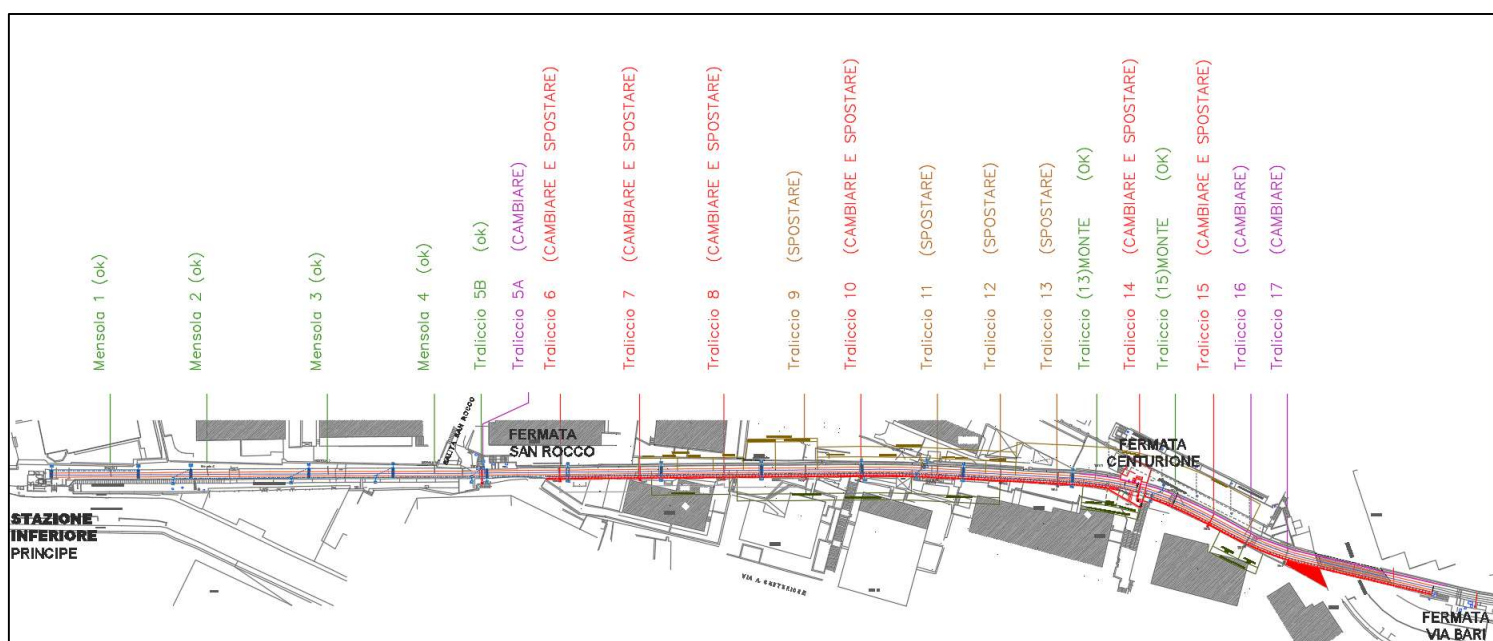 Mensola 1 (ok)
Mensola 2 (ok)
Mensola 3 (ok)
Mensola 4 (ok)
Traliccio 5B (ok)
Traliccio 5A (CAMBIARE)
Traliccio 6 (CAMBIARE E SPOSTARE)
Traliccio 7 (CAMBIARE E SPOSTARE)
Traliccio 8 (CAMBIARE E SPOSTARE)
Traliccio 9 (SPOSTARE)
Traliccio 10 (CAMBIARE E SPOSTARE)
Traliccio 11 (SPOSTARE)
Traliccio 12 (SPOSTARE)
Traliccio 13 (SPOSTARE)
Traliccio (13)MONTE (OK)
Traliccio 14 (CAMBIARE E SPOSTARE)
Traliccio (15)MONTE (OK)
Traliccio 15 (CAMBIARE E SPOSTARE)
Traliccio 16 (CAMBIARE)
Traliccio 17 (CAMBIARE)
SALITA SAN ROCCO
FERMATA
SAN ROCCO
FERMATA
CENTURIONE
STAZIONE
INFERIORE
PRINCIPE
VIA A.
FERMATA
VIA BARI